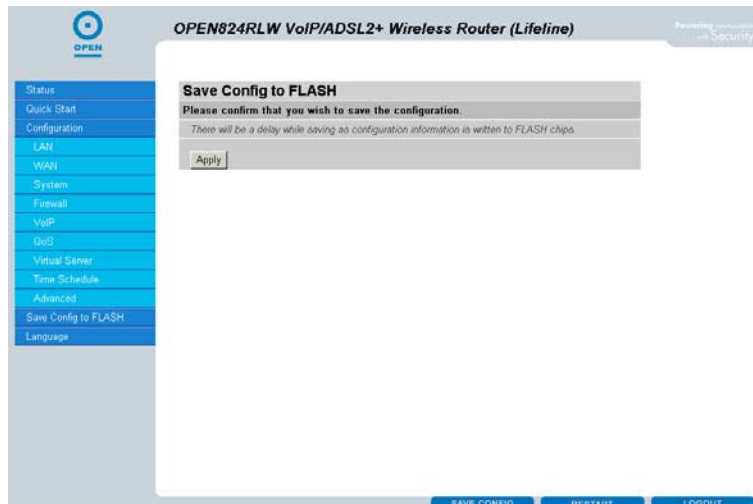 OPEN
OPEN824RLW VoIP/ADSL2+ Wireless Router (Lifeline)
Powering communications
with Security
Status
Quick Start
Configuration
LAN
WAN
System
Firewall
VoIP
QoS
Virtual Server
Time Schedule
Advanced
Save Config to FLASH
Language
Save Config to FLASH
Please confirm that you wish to save the configuration.
There will be a delay while saving as configuration information is written to FLASH chips.
Apply
SAVE CONFIG
RESTART
LOGOUT